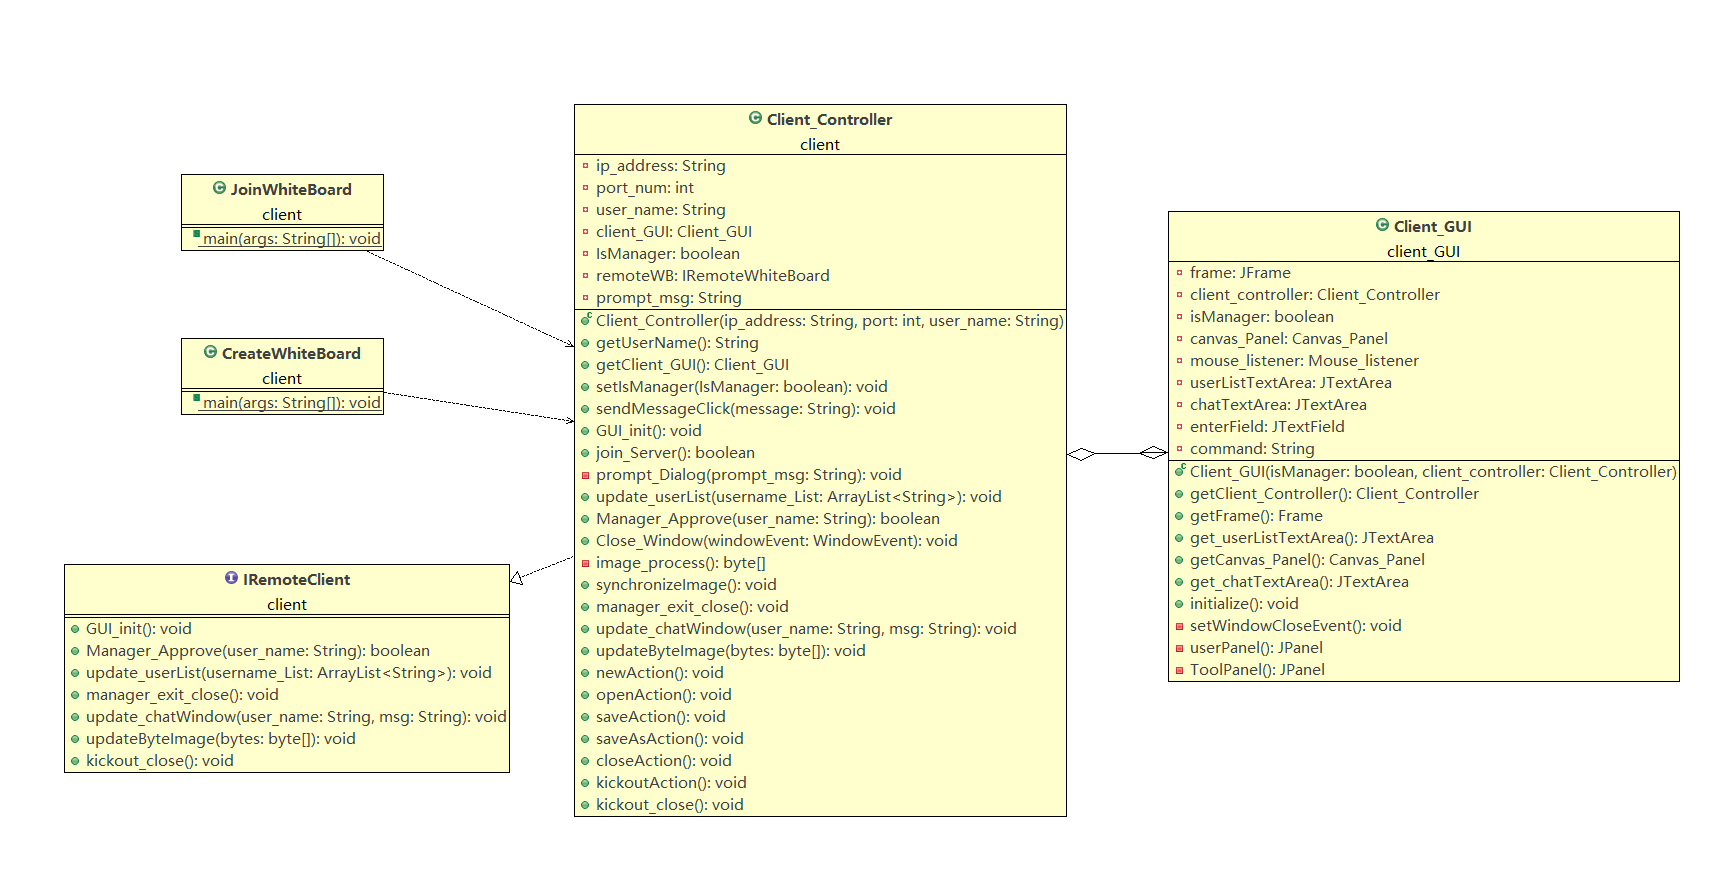 JoinWhiteBoard
client
main(args: String[]): void
CreateWhiteBoard
client
main(args: String[]): void
IRemoteClient
client
GUI_init(): void
Manager_Approve(user_name: String): boolean
update_userList(username_List: ArrayList<String>): void
manager_exit_close(): void
update_chatWindow(user_name: String, msg: String): void
updateByteImage(bytes: byte[]): void
kickout_close(): void
Client_Controller
client
ip_address: String
port_num: int
user_name: String
client_GUI: Client_GUI
IsManager: boolean
remoteWB: IRemoteWhiteBoard
prompt_msg: String
Client_Controller(ip_address: String, port: int, user_name: String)
getUserName(): String
getClient_GUI(): Client_GUI
setIsManager(IsManager: boolean): void
sendMessageClick(message: String): void
GUI_init(): void
join_Server(): boolean
prompt_Dialog(prompt_msg: String): void
update_userList(username_List: ArrayList<String>): void
Manager_Approve(user_name: String): boolean
Close_Window(windowEvent: WindowEvent): void
image_process(): byte[]
synchronizeImage(): void
manager_exit_close(): void
update_chatWindow(user_name: String, msg: String): void
updateByteImage(bytes: byte[]): void
newAction(): void
openAction(): void
saveAction(): void
saveAsAction(): void
closeAction(): void
kickoutAction(): void
kickout_close(): void
Client_GUI
client_GUI
frame: JFrame
client_controller: Client_Controller
isManager: boolean
canvas_Panel: Canvas_Panel
mouse_listener: Mouse_listener
userListTextArea: JTextArea
chatTextArea: JTextArea
enterField: JTextField
command: String
Client_GUI(isManager: boolean, client_controller: Client_Controller)
getClient_Controller(): Client_Controller
getFrame(): Frame
get_userListTextArea(): JTextArea
getCanvas_Panel(): Canvas_Panel
get_chatTextArea(): JTextArea
initialize(): void
setWindowCloseEvent(): void
userPanel(): JPanel
ToolPanel(): JPanel